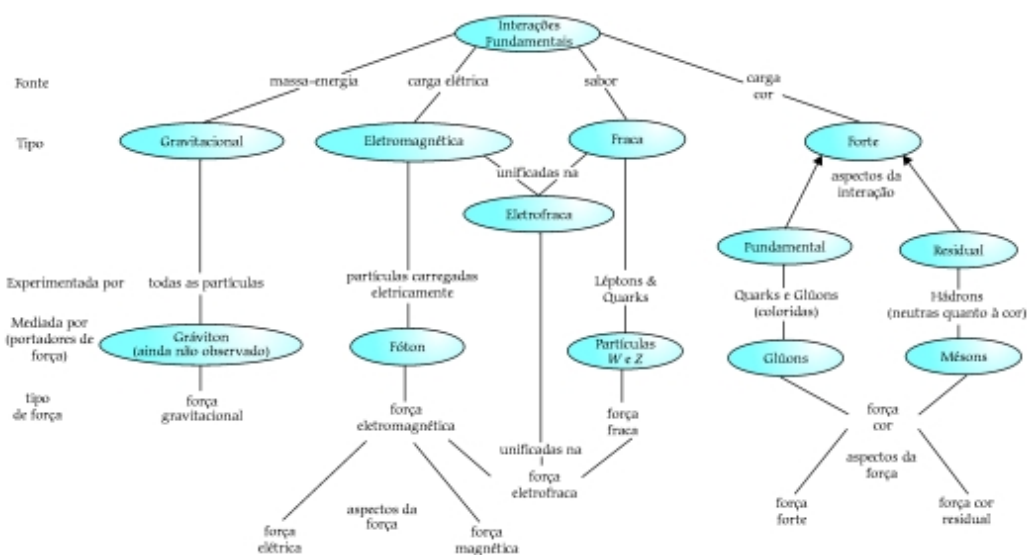 Interações
Fundamentais
Fonte
massa-energia
carga elétrica
sabor
carga
cor
Tipo
Gravitacional
Eletromagnética
Fraca
Forte
unificadas na
aspectos da
interação
Eletrofraca
Fundamental
Residual
Experimentada por
todas as partículas
partículas carregadas
eletricamente
Léptons &
Quarks
Quarks e Glúons
(coloridas)
Hádrons
(neutras quanto à cor)
Mediada por
(portadores de
força)
Gráviton
(ainda não observado)
Fóton
Partículas
W e Z
Glúons
Mésons
tipo
de força
força
gravitacional
força
eletromagnética
força
fraca
força
cor
unificadas na
força
eletrofraca
aspectos da
força
força
elétrica
aspectos da
força
força
magnética
força
forte
força cor
residual